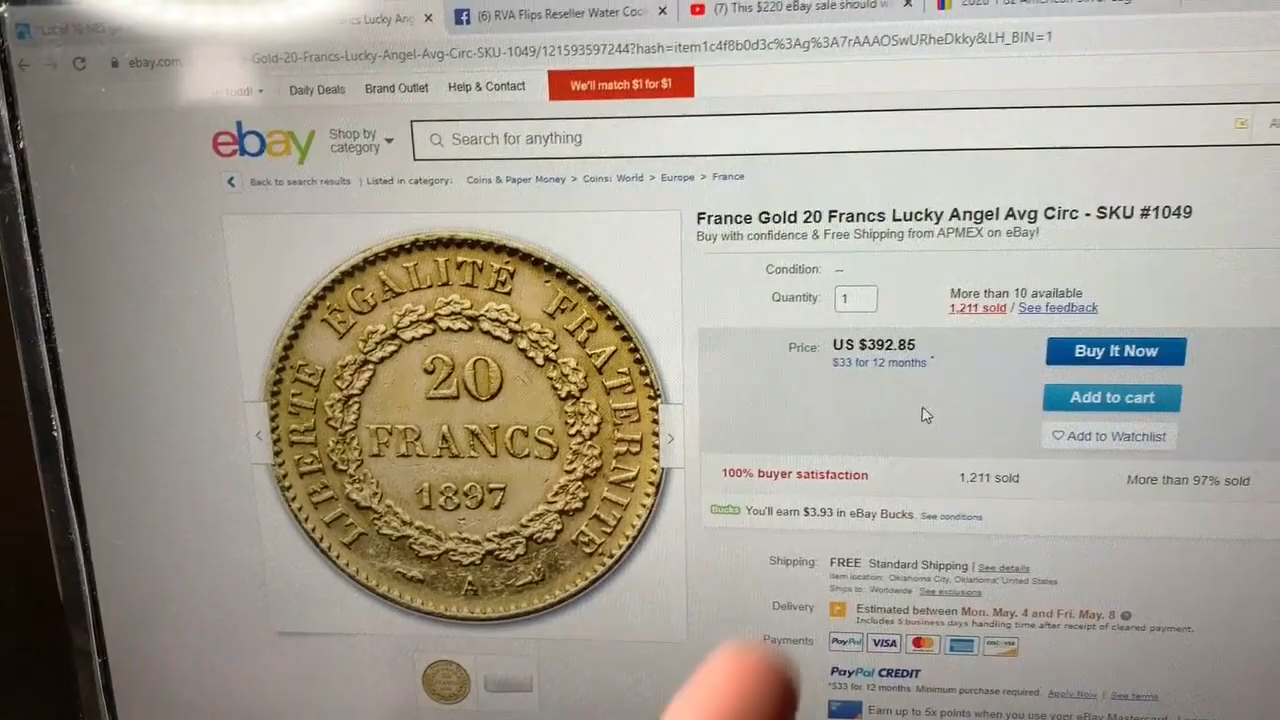 cs Lucky Ang
(6) RVA Flips Reseller Water Coo
(7) This $220 eBay sale should w
ebay.com
-Gold-20-Francs-Lucky-Angel-Avg-Circ-SKU-1049/121593597244?hash=item1c4f8b0d3c%3Ag%3A7rAAAOSwURheDkky&LH_BIN=1
Daily Deals
Brand Outlet
Help & Contact
We'll match $1 for $1
ebay
Shop by
category
Search for anything
Back to search results | Listed in category: Coins & Paper Money > Coins: World > Europe > France
France Gold 20 Francs Lucky Angel Avg Circ - SKU #1049
Buy with confidence & Free Shipping from APMEX on eBay!
Condition: --
Quantity: 1
More than 10 available
1,211 sold / See feedback
Price: US $392.85
$33 for 12 months
Buy It Now
Add to cart
Add to Watchlist
100% buyer satisfaction
1,211 sold
More than 97% sold
Bucks You'll earn $3.93 in eBay Bucks. See conditions
Shipping: FREE Standard Shipping | See details
Item location: Oklahoma City, Oklahoma, United States
Ships to: Worldwide See exclusions
Delivery
Estimated between Mon. May. 4 and Fri. May. 8
Includes 5 business days handling time after receipt of cleared payment.
Payments
PayPal VISA
DISCOVER
PayPal CREDIT
*$33 for 12 months. Minimum purchase required. Apply Now | See terms
Earn up to 5x points when you use your eBay Mastercard
LIBERTE ÉGALITÉ FRATERNITÉ
20
FRANCS
1897
A